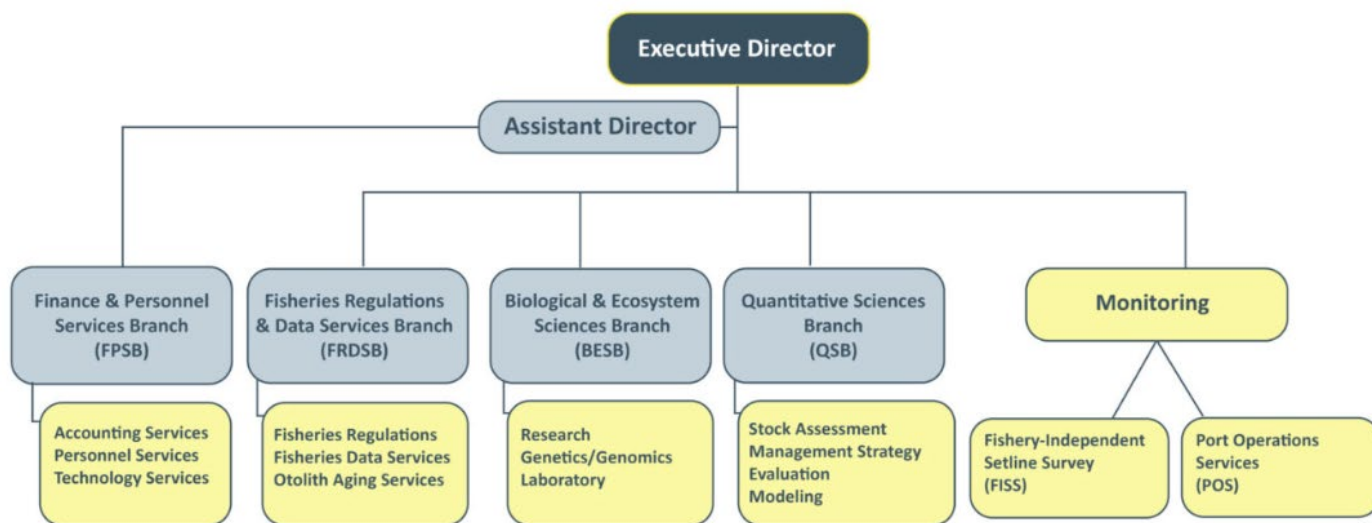 Executive Director
Assistant Director
Finance & Personnel
Services Branch
(FPSB)
Fisheries Regulations
& Data Services Branch
(FRDSB)
Biological & Ecosystem
Sciences Branch
(BESB)
Quantitative Sciences
Branch
(QSB)
Monitoring
Accounting Services
Personnel Services
Technology Services
Fisheries Regulations
Fisheries Data Services
Otolith Aging Services
Research
Genetics/Genomics
Laboratory
Stock Assessment
Management Strategy
Evaluation
Modeling
Fishery-Independent
Setline Survey
(FISS)
Port Operations
Services
(POS)